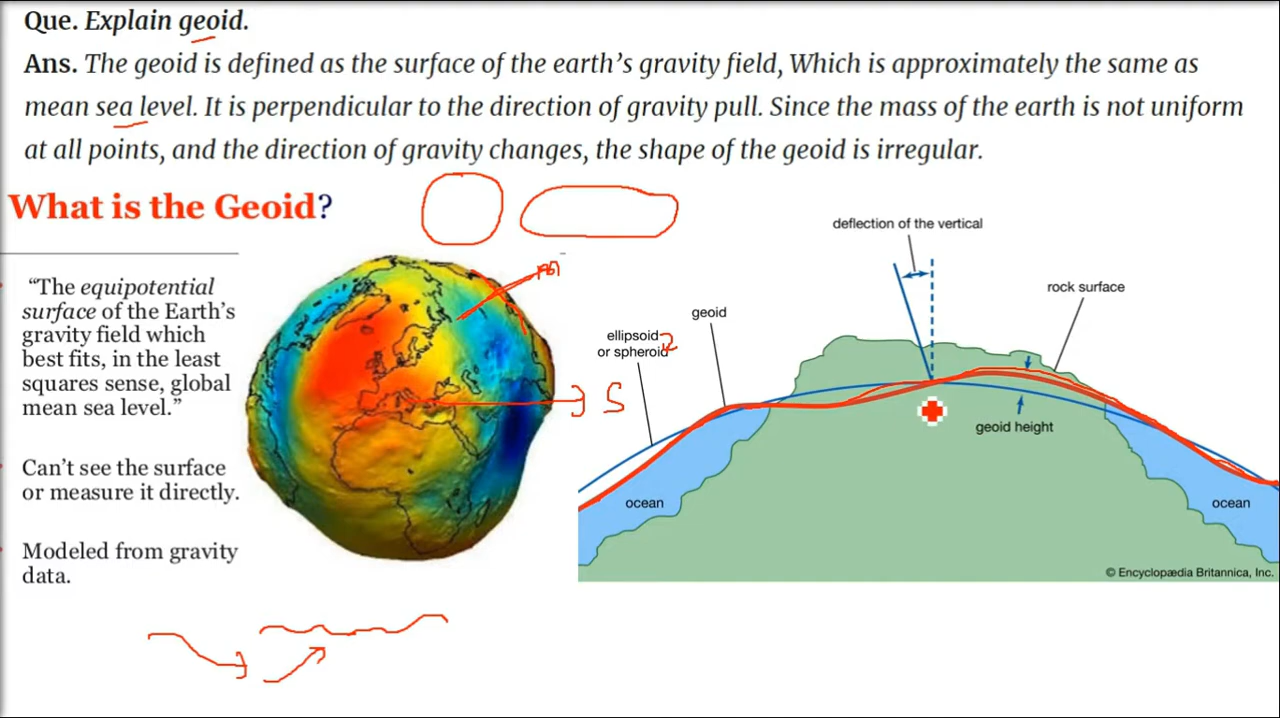 Que. Explain geoid.
Ans. The geoid is defined as the surface of the earth's gravity field, Which is approximately the same as
mean sea level. It is perpendicular to the direction of gravity pull. Since the mass of the earth is not uniform
at all points, and the direction of gravity changes, the shape of the geoid is irregular.
What is the Geoid?
“The equipotential
surface of the Earth’s
gravity field which
best fits, in the least
squares sense, global
mean sea level.”
Can’t see the surface
or measure it directly.
Modeled from gravity
data.
S
deflection of the vertical
rock surface
geoid
ellipsoid
or spheroid
geoid height
ocean
ocean
© Encyclopædia Britannica, Inc.